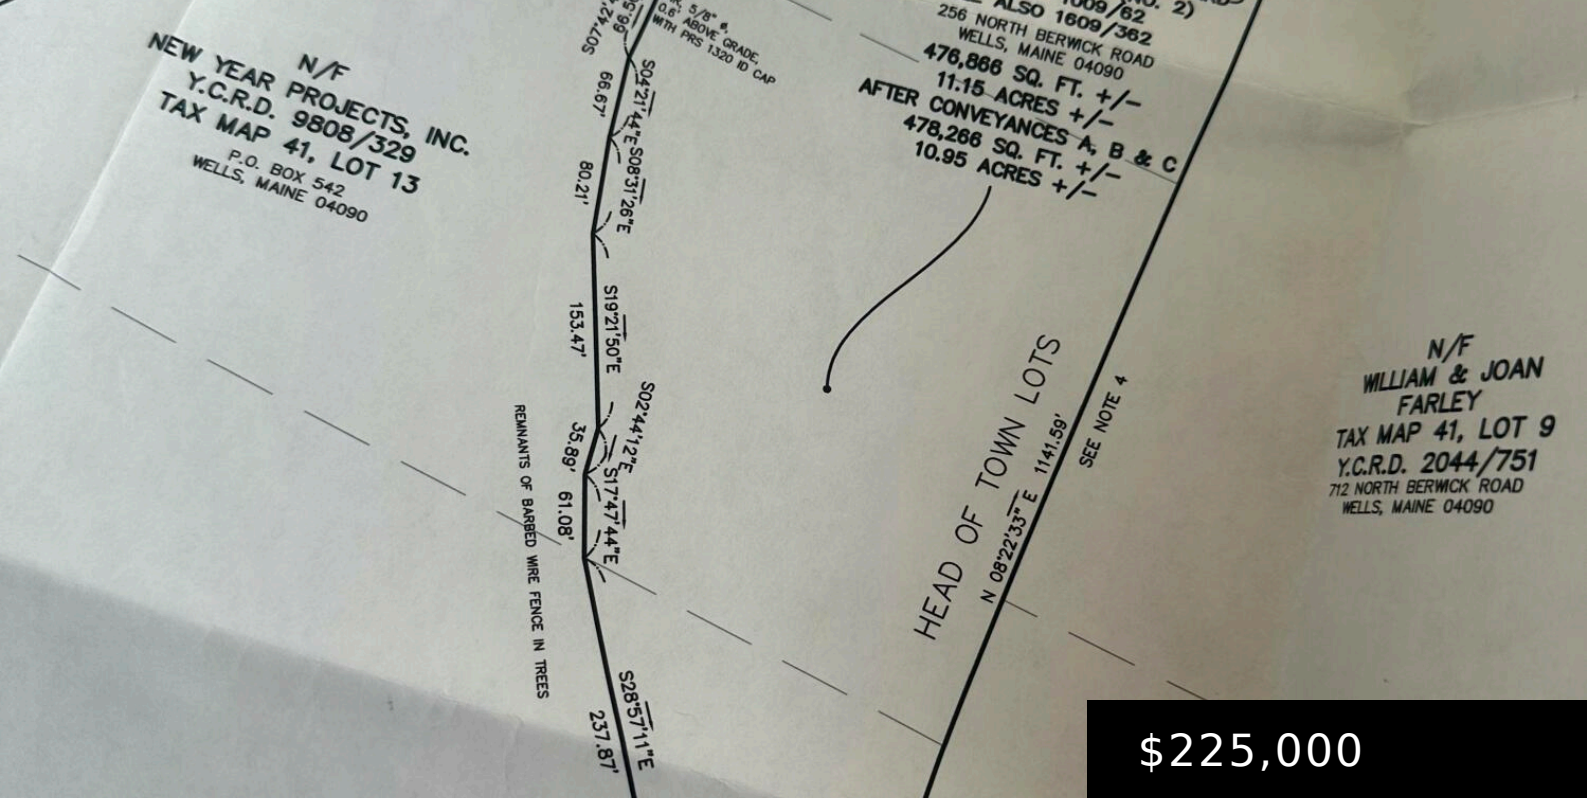 N/F
NEW YEAR PROJECTS, INC.
Y.C.R.D. 9808/329
TAX MAP 41, LOT 13
P.O. BOX 542
WELLS, MAINE 04090
S07°42'
66.5
5/8" ø,
0.6' ABOVE GRADE,
WITH PRS 1320 ID CAP
S04°21'44"E
66.67'
S08°31'26"E
80.21'
S19°21'50"E
153.47'
S02°44'12"E
35.89'
S17°47'44"E
61.08'
REMNANTS OF BARBED WIRE FENCE IN TREES
S28°57'11"E
237.87'
NO. 2)
1009/62
ALSO 1609/362
256 NORTH BERWICK ROAD
WELLS, MAINE 04090
476,866 SQ. FT. +/-
11.15 ACRES +/-
AFTER CONVEYANCES A, B & C
478,266 SQ. FT. +/-
10.95 ACRES +/-
HEAD OF TOWN LOTS
N 08°22'33" E 1141.59'
SEE NOTE 4
N/F
WILLIAM & JOAN
FARLEY
TAX MAP 41, LOT 9
Y.C.R.D. 2044/751
712 NORTH BERWICK ROAD
WELLS, MAINE 04090
$225,000